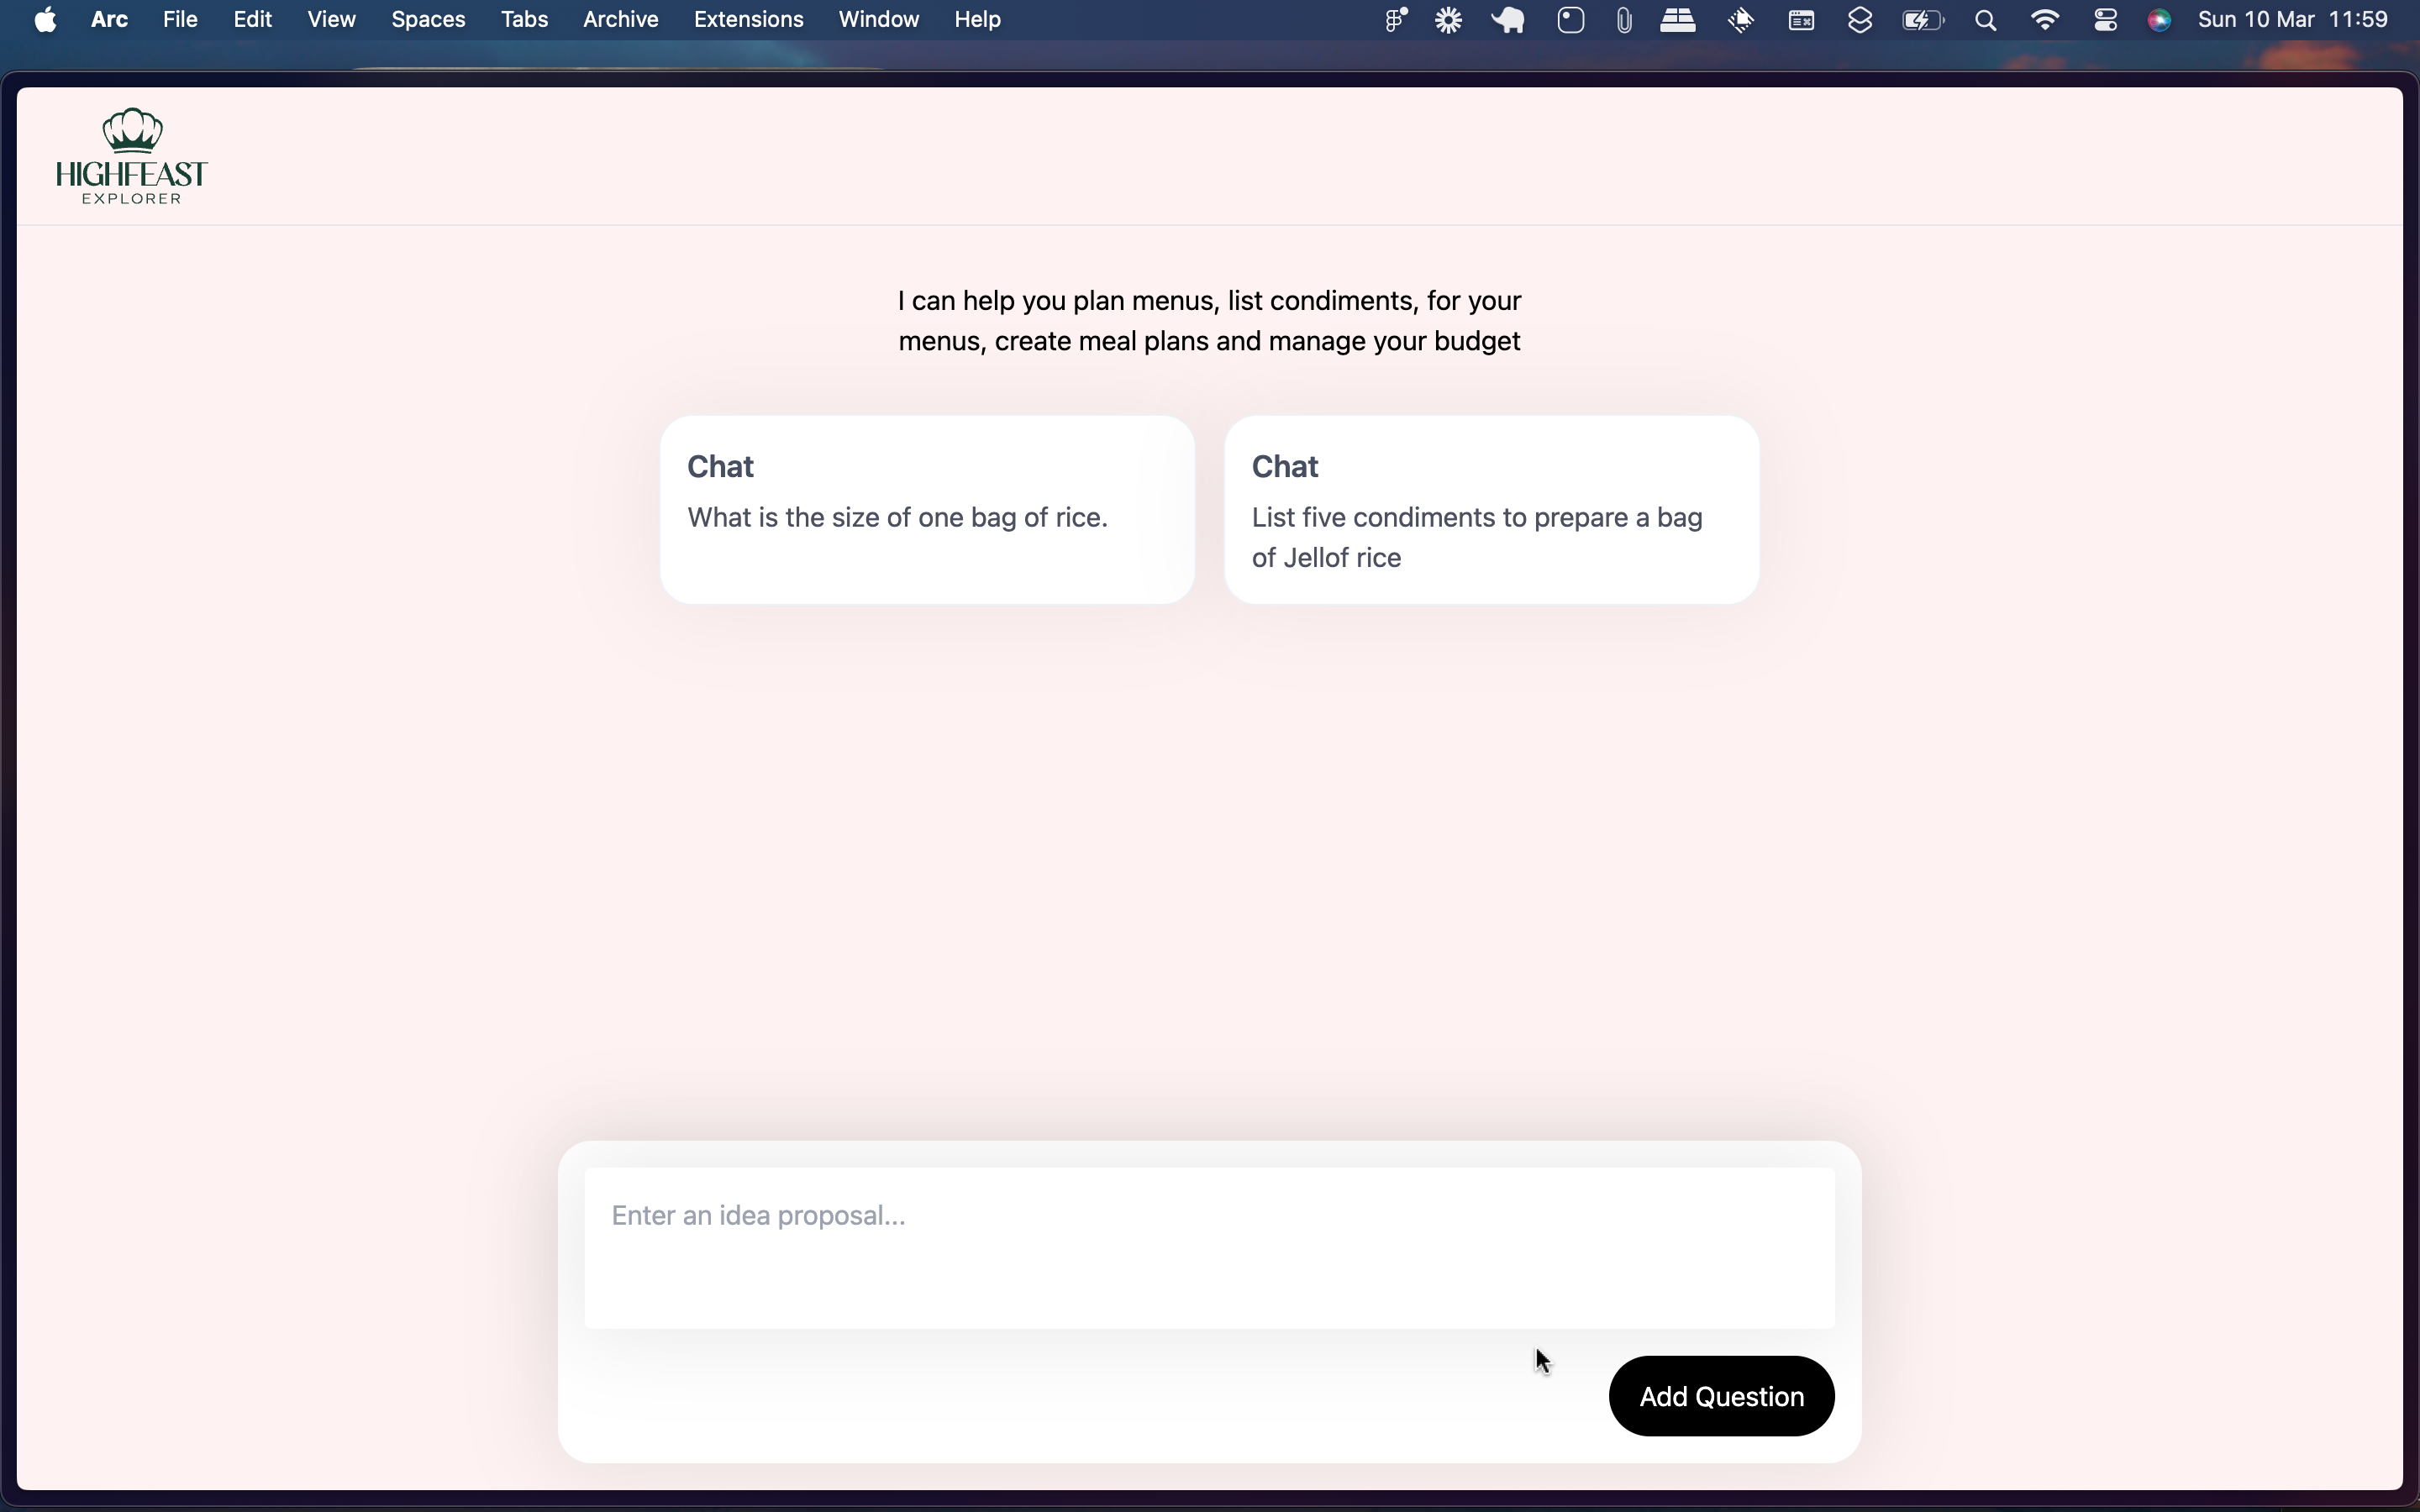 Arc File Edit View Spaces Tabs Archive Extensions Window Help Sun 10 Mar 11:59
HIGHFEAST
EXPLORER
I can help you plan menus, list condiments, for your
menus, create meal plans and manage your budget
Chat
What is the size of one bag of rice.
Chat
List five condiments to prepare a bag
of Jellof rice
Enter an idea proposal...
Add Question